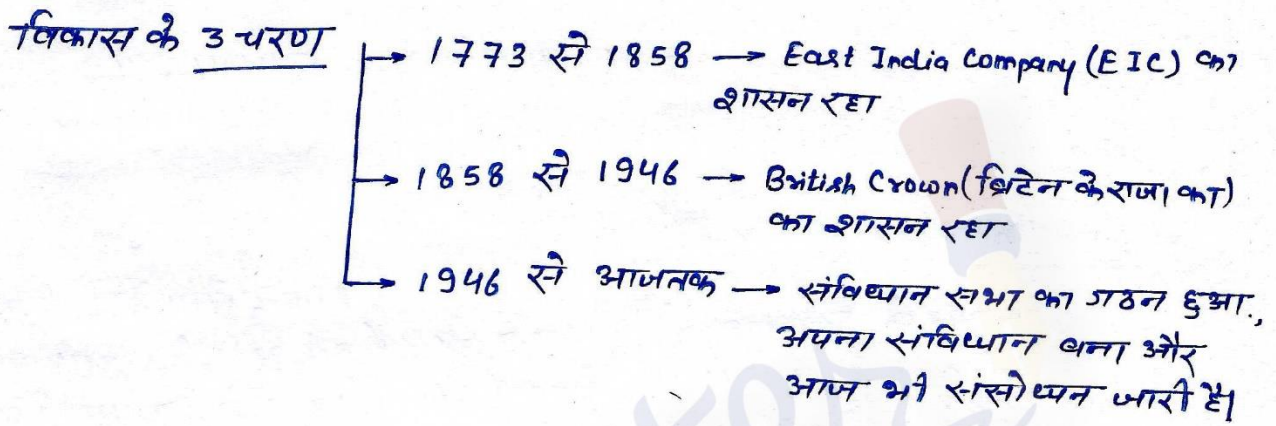 विकास के 3 चरण
→ 1773 से 1858 → East India Company (EIC) का
शासन रहा
→ 1858 से 1946 → British Crown (ब्रिटेन के राजा का)
का शासन रहा
→ 1946 से आजतक → संविधान सभा का गठन हुआ.,
अपना संविधान बना और
आज भी संसोधन जारी है।